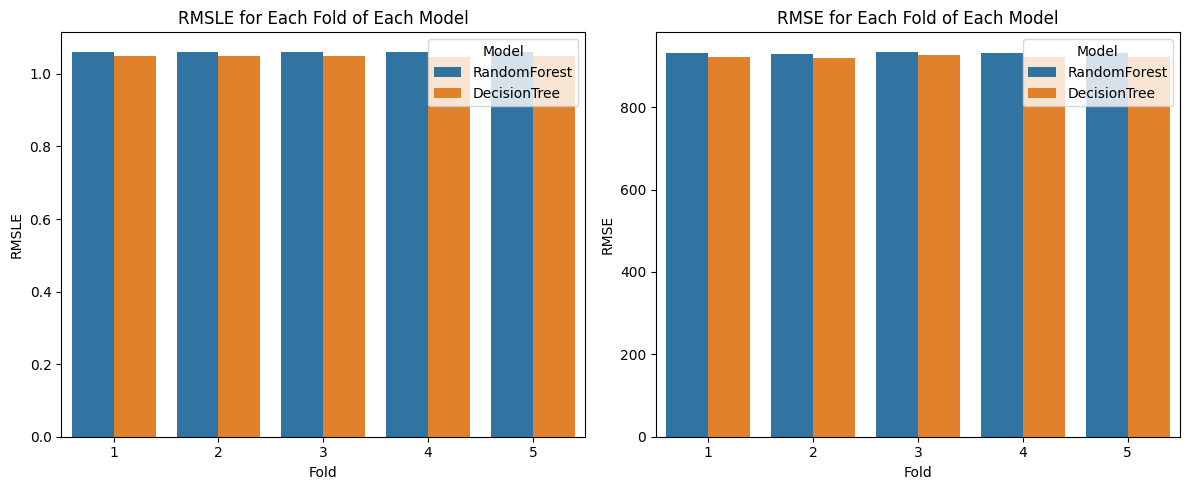 RMSLE for Each Fold of Each Model
Model
RandomForest
DecisionTree
1.0
0.8
0.6
0.4
0.2
0.0
RMSLE
1 2 3 4 5
Fold
RMSE for Each Fold of Each Model
Model
RandomForest
DecisionTree
800
600
400
200
0
RMSE
1 2 3 4 5
Fold